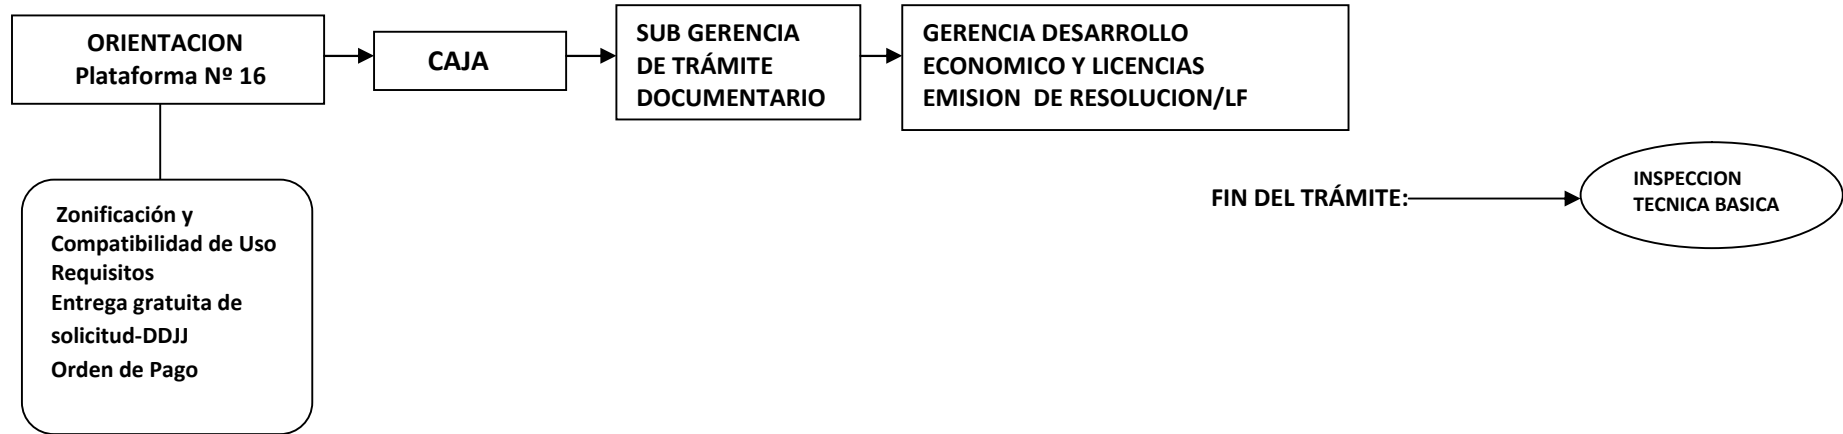 ORIENTACION
Plataforma Nº 16
CAJA
SUB GERENCIA
DE TRÁMITE
DOCUMENTARIO
GERENCIA DESARROLLO
ECONOMICO Y LICENCIAS
EMISION DE RESOLUCION/LF
Zonificación y
Compatibilidad de Uso
Requisitos
Entrega gratuita de
solicitud-DDJJ
Orden de Pago
FIN DEL TRÁMITE:
INSPECCION
TECNICA BASICA